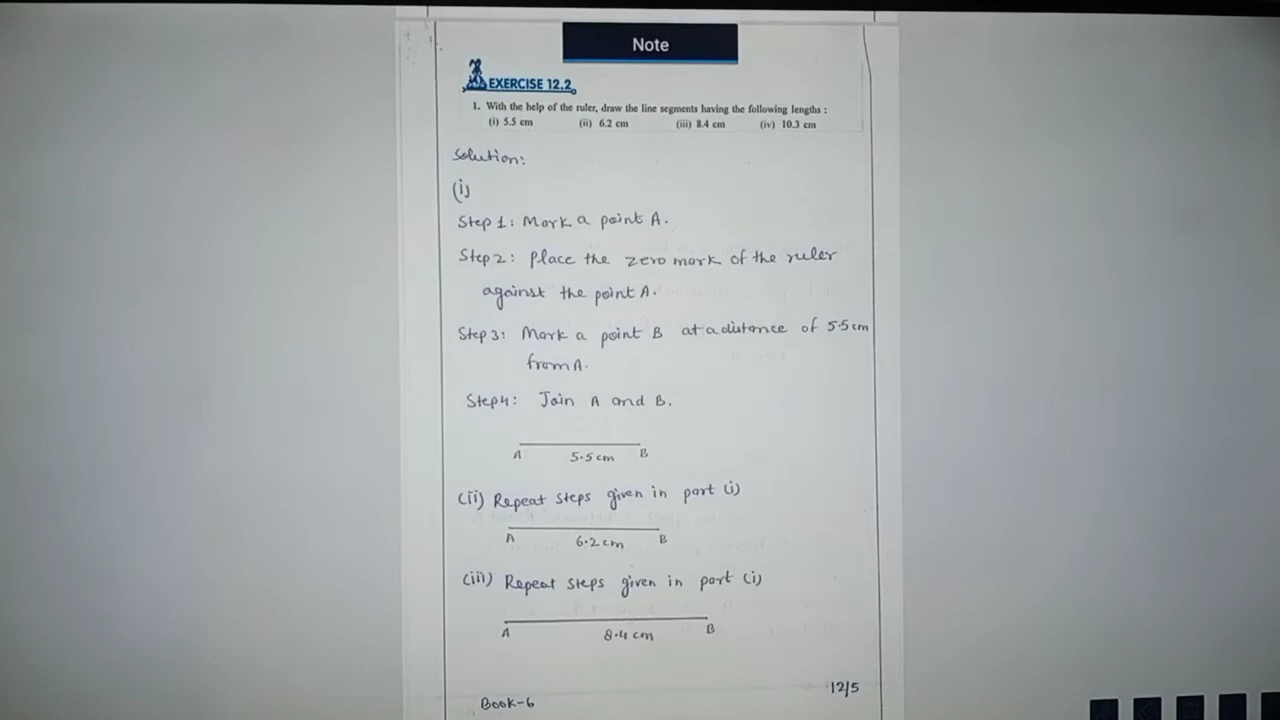 Note
EXERCISE 12.2
1. With the help of the ruler, draw the line segments having the following lengths :
(i) 5.5 cm (ii) 6.2 cm (iii) 8.4 cm (iv) 10.3 cm
Solution:
(i)
Step 1: Mark a point A.
Step 2: Place the zero mark of the ruler
against the point A.
Step 3: Mark a point B at a distance of 5.5 cm
from A.
Step 4: Join A and B.
A 5.5 cm B
(ii) Repeat steps given in part (i)
A 6.2 cm B
(iii) Repeat steps given in part (i)
A 8.4 cm B
12/5
Book-6